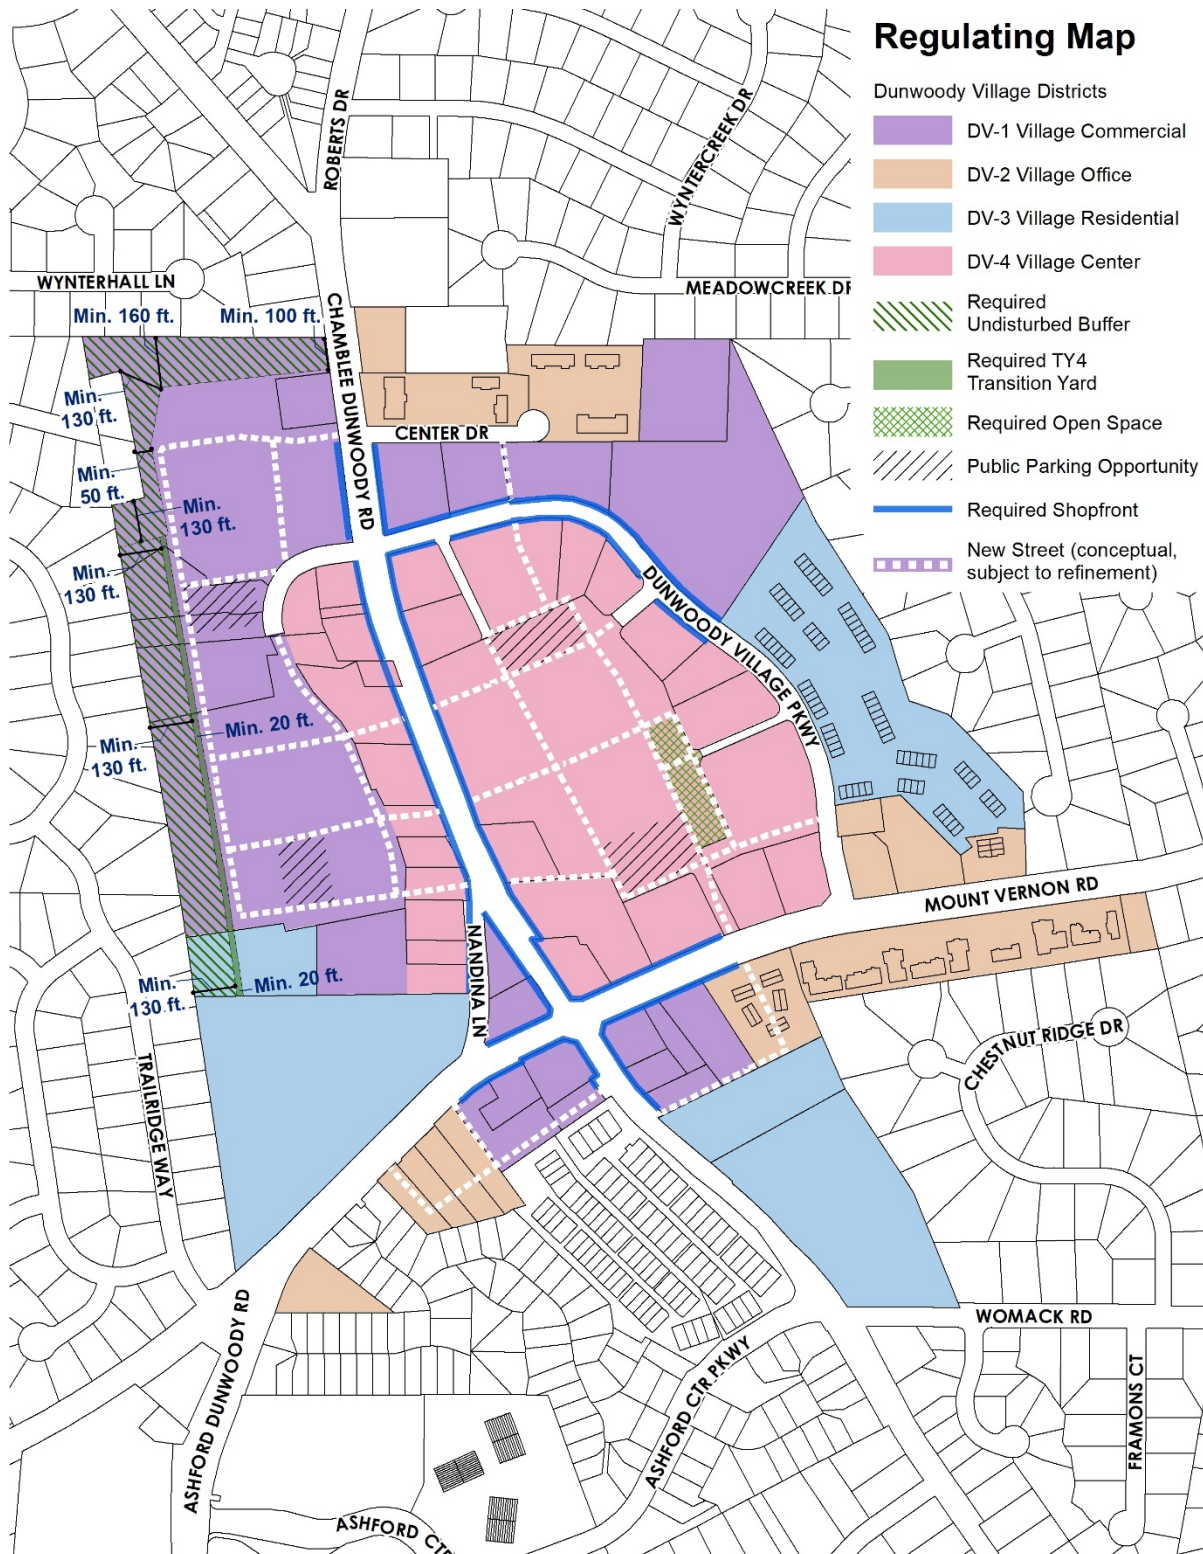 Regulating Map
Dunwoody Village Districts
DV-1 Village Commercial
DV-2 Village Office
DV-3 Village Residential
DV-4 Village Center
Required
Undisturbed Buffer
Required TY4
Transition Yard
Required Open Space
Public Parking Opportunity
Required Shopfront
New Street (conceptual,
subject to refinement)
ROBERTS DR
WYNTERCREEK DR
WYNTERHALL LN
MEADOWCREEK DR
Min. 160 ft.
Min. 100 ft.
CHAMBLEE DUNWOODY RD
Min.
130 ft.
CENTER DR
Min.
50 ft.
Min.
130 ft.
Min.
130 ft.
DUNWOODY VILLAGE PKWY
Min. 20 ft.
Min.
130 ft.
MOUNT VERNON RD
NANDINA LN
Min. 20 ft.
Min.
130 ft.
CHESTNUT RIDGE DR
TRAILRIDGE WAY
WOMACK RD
ASHFORD DUNWOODY RD
ASHFORD CTR PKWY
FRAMONS CT
ASHFORD CTR